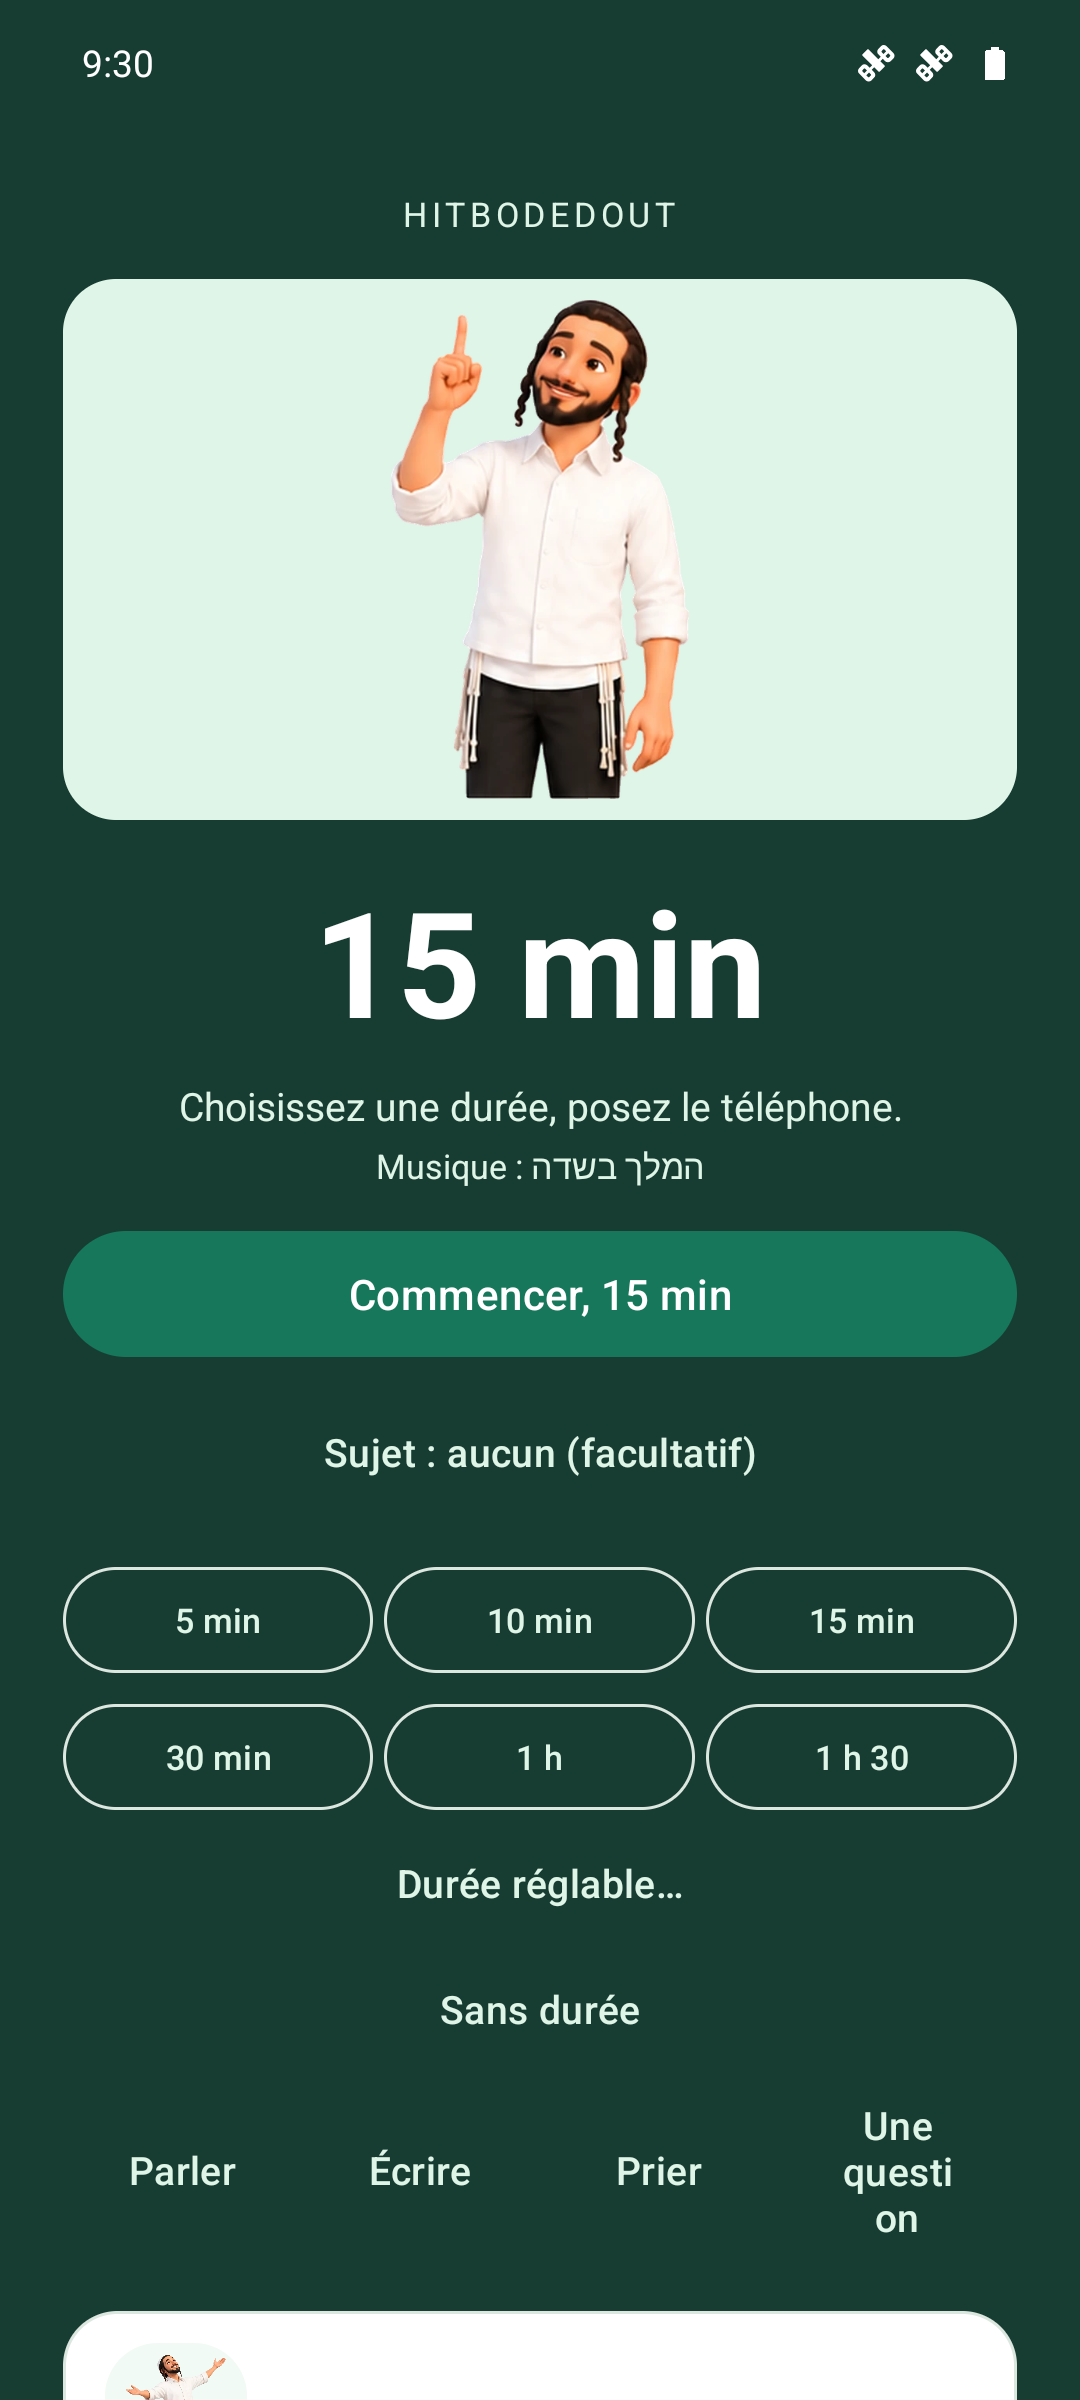 9:30
HITBODEDOUT
15 min
Choisissez une durée, posez le téléphone.
Musique : המלך בשדה
Commencer, 15 min
Sujet : aucun (facultatif)
5 min
10 min
15 min
30 min
1 h
1 h 30
Durée réglable…
Sans durée
Parler
Écrire
Prier
Une
questi
on